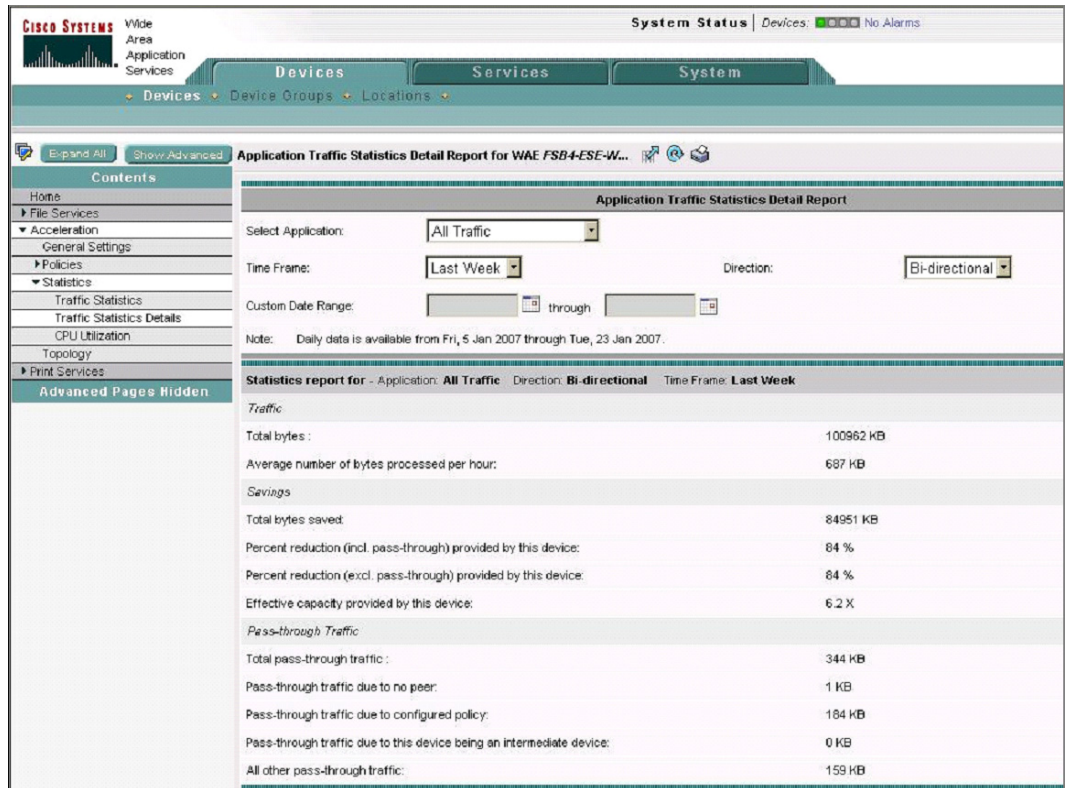 CISCO SYSTEMS
Wide
Area
Application
Services
System Status | Devices: No Alarms
Devices Services System
Devices Device Groups Locations
Expand All Show Advanced Application Traffic Statistics Detail Report for WAE FSB4-ESE-W...
Contents
Home
File Services
Acceleration
General Settings
Policies
Statistics
Traffic Statistics
Traffic Statistics Details
CPU Utilization
Topology
Print Services
Advanced Pages Hidden
Application Traffic Statistics Detail Report
Select Application: All Traffic
Time Frame: Last Week Direction: Bi-directional
Custom Date Range: through
Note: Daily data is available from Fri, 5 Jan 2007 through Tue, 23 Jan 2007.
Statistics report for - Application: All Traffic Direction: Bi-directional Time Frame: Last Week
Traffic
Total bytes : 100962 KB
Average number of bytes processed per hour: 687 KB
Savings
Total bytes saved: 84951 KB
Percent reduction (incl. pass-through) provided by this device: 84 %
Percent reduction (excl. pass-through) provided by this device: 84 %
Effective capacity provided by this device: 6.2 X
Pass-through Traffic
Total pass-through traffic : 344 KB
Pass-through traffic due to no peer: 1 KB
Pass-through traffic due to configured policy: 184 KB
Pass-through traffic due to this device being an intermediate device: 0 KB
All other pass-through traffic: 159 KB